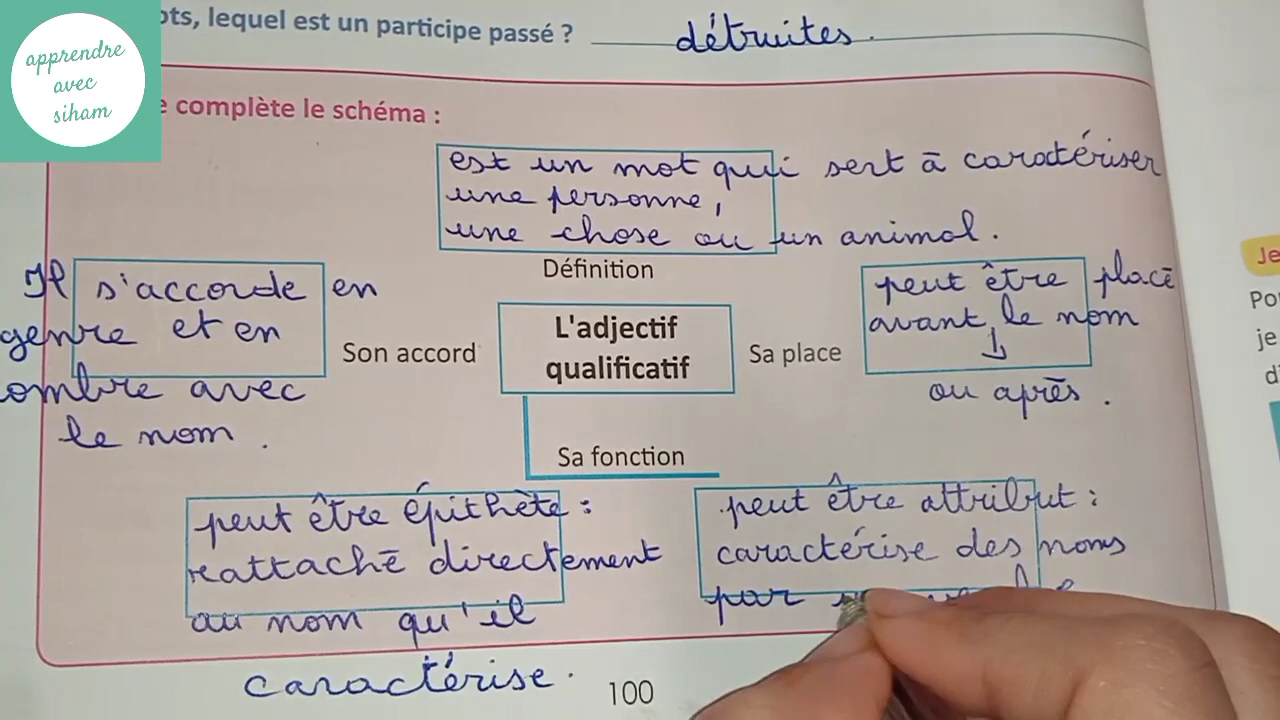 apprendre
avec
siham
ots, lequel est un participe passé ? détruites.
e complète le schéma :
est un mot qui sert à caractériser
une personne,
une chose ou un animal.
Définition
Il s'accorde en
genre et en
ombre avec
le nom.
Son accord
L'adjectif
qualificatif
Sa place
peut être placé
avant le nom
ou après.
Sa fonction
peut être épithète :
rattaché directement
au nom qu'il
caractérise.
peut être attribut :
caractérise des noms
par
100
Je
Po
je
d